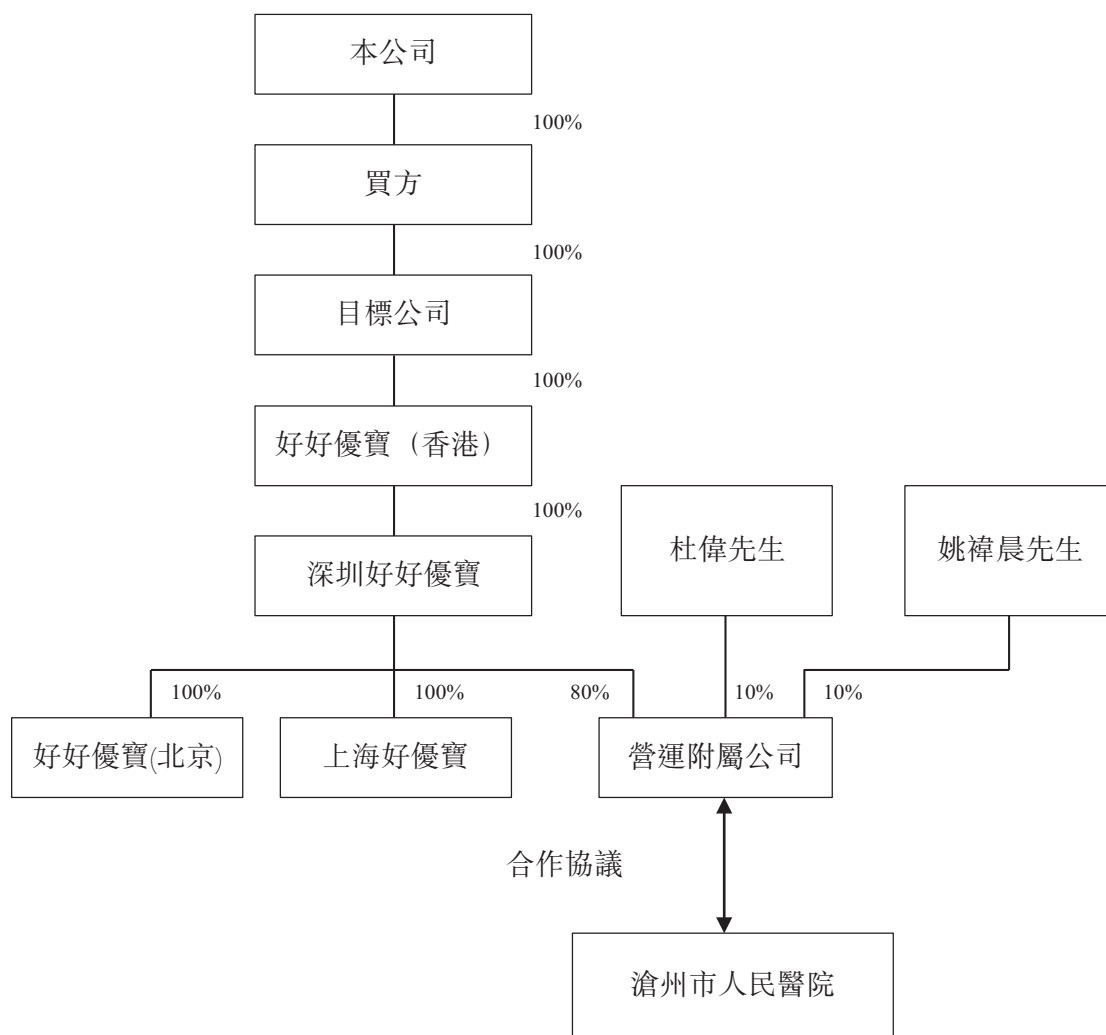 本公司
100%
買方
100%
目標公司
100%
好好優寶（香港）
100%
深圳好好優寶
杜偉先生
姚禕晨先生
100%
100%
80%
10%
10%
好好優寶(北京)
上海好優寶
營運附屬公司
合作協議
滄州市人民醫院